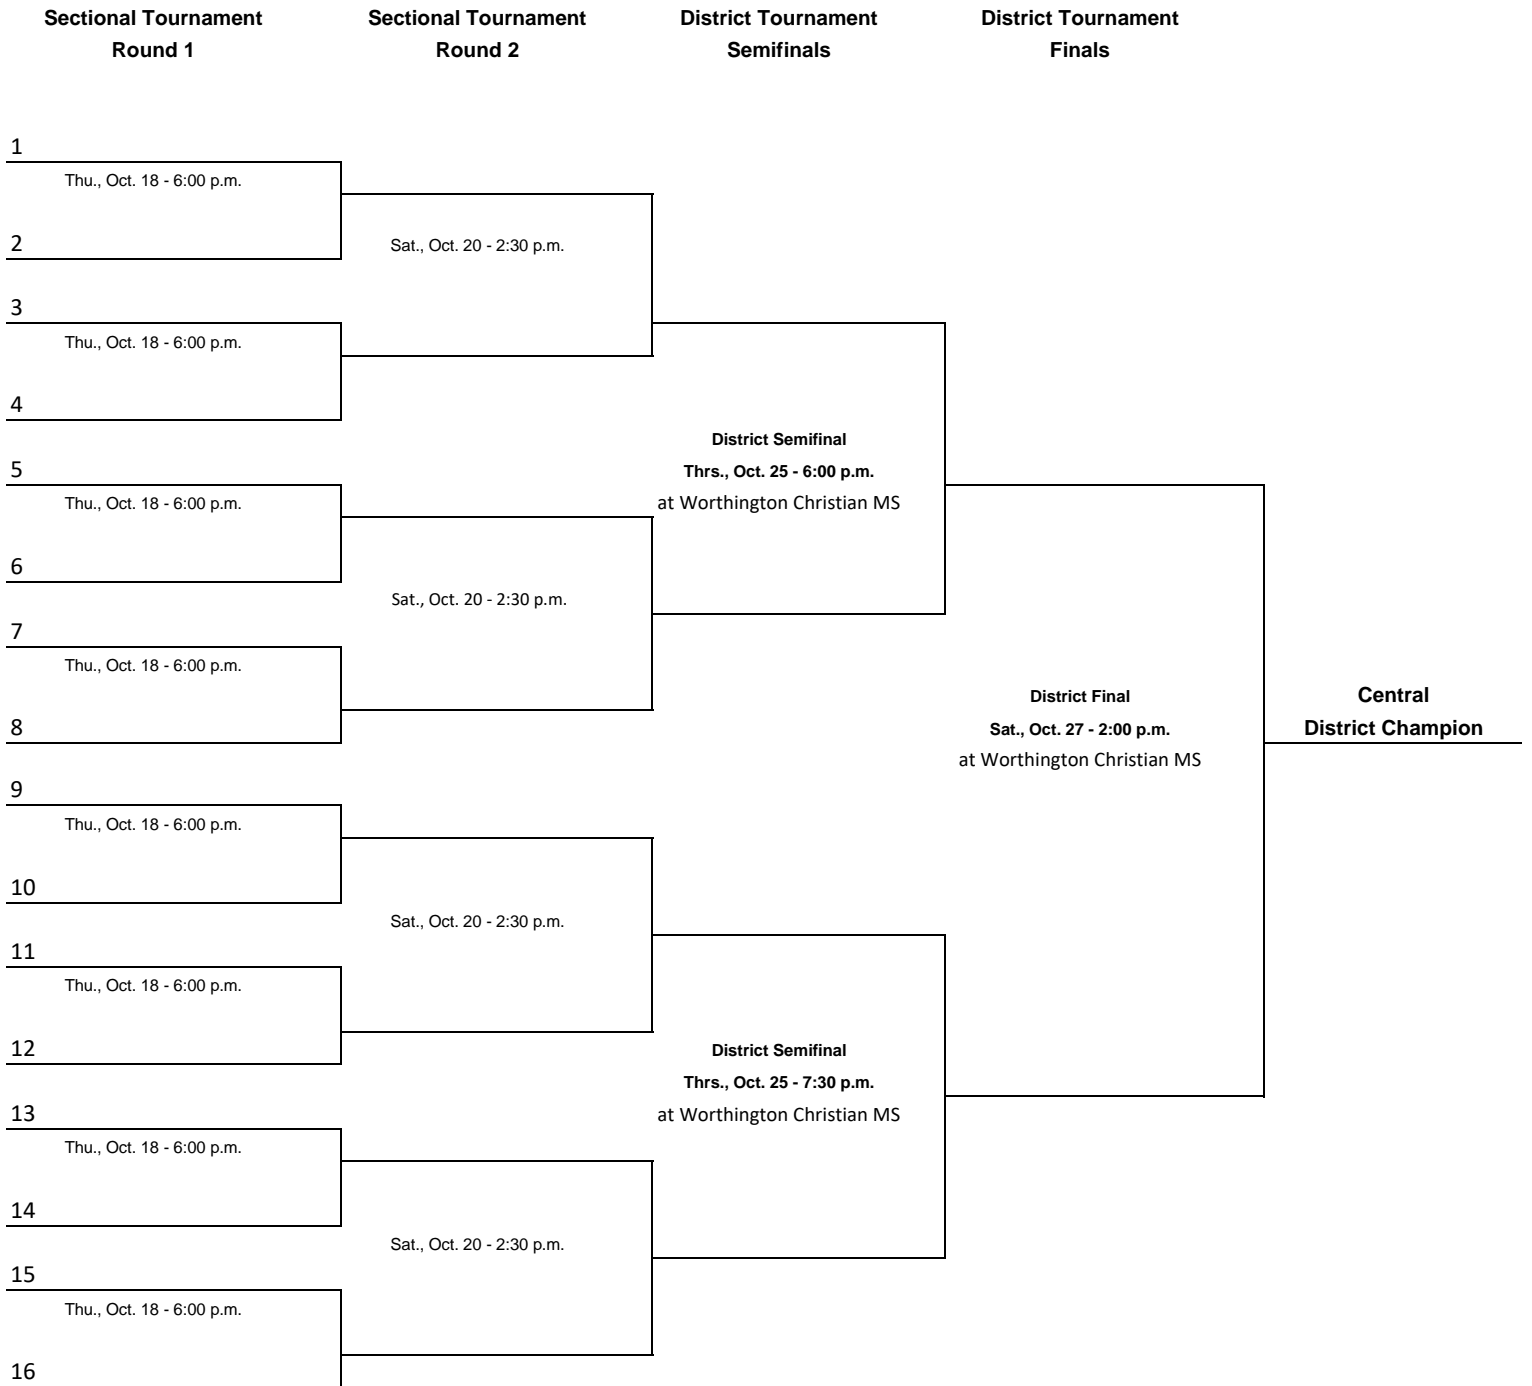 Sectional Tournament
Round 1
Sectional Tournament
Round 2
District Tournament
Semifinals
District Tournament
Finals
1
Thu., Oct. 18 - 6:00 p.m.
2
Sat., Oct. 20 - 2:30 p.m.
3
Thu., Oct. 18 - 6:00 p.m.
4
District Semifinal
Thrs., Oct. 25 - 6:00 p.m.
at Worthington Christian MS
5
Thu., Oct. 18 - 6:00 p.m.
6
Sat., Oct. 20 - 2:30 p.m.
7
Thu., Oct. 18 - 6:00 p.m.
8
District Final
Sat., Oct. 27 - 2:00 p.m.
at Worthington Christian MS
Central
District Champion
9
Thu., Oct. 18 - 6:00 p.m.
10
Sat., Oct. 20 - 2:30 p.m.
11
Thu., Oct. 18 - 6:00 p.m.
12
District Semifinal
Thrs., Oct. 25 - 7:30 p.m.
at Worthington Christian MS
13
Thu., Oct. 18 - 6:00 p.m.
14
Sat., Oct. 20 - 2:30 p.m.
15
Thu., Oct. 18 - 6:00 p.m.
16